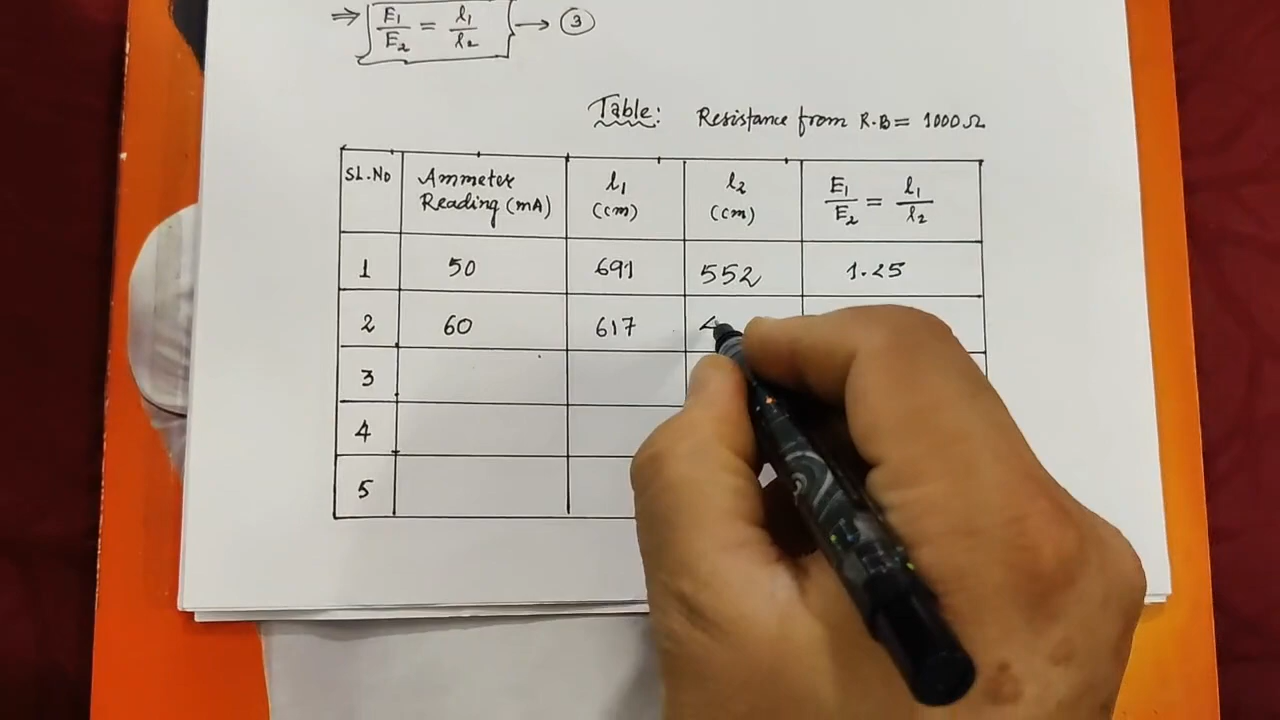 ⇒ E₁/E₂ = l₁/l₂ → ③
Table: Resistance from R.B = 1000Ω
SL.NO Ammeter Reading (mA) l₁ (cm) l₂ (cm) E₁/E₂ = l₁/l₂
1 50 691 552 1.25
2 60 617 4
3
4
5